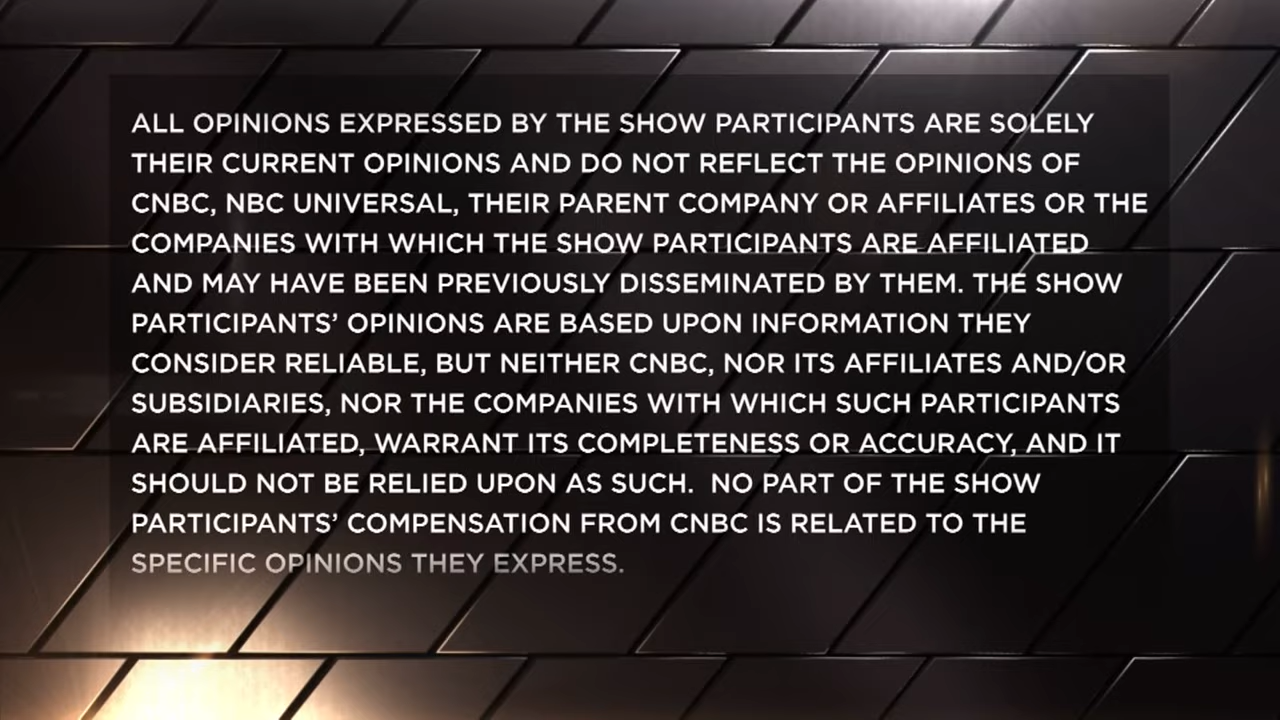 ALL OPINIONS EXPRESSED BY THE SHOW PARTICIPANTS ARE SOLELY
THEIR CURRENT OPINIONS AND DO NOT REFLECT THE OPINIONS OF
CNBC, NBC UNIVERSAL, THEIR PARENT COMPANY OR AFFILIATES OR THE
COMPANIES WITH WHICH THE SHOW PARTICIPANTS ARE AFFILIATED
AND MAY HAVE BEEN PREVIOUSLY DISSEMINATED BY THEM. THE SHOW
PARTICIPANTS’ OPINIONS ARE BASED UPON INFORMATION THEY
CONSIDER RELIABLE, BUT NEITHER CNBC, NOR ITS AFFILIATES AND/OR
SUBSIDIARIES, NOR THE COMPANIES WITH WHICH SUCH PARTICIPANTS
ARE AFFILIATED, WARRANT ITS COMPLETENESS OR ACCURACY, AND IT
SHOULD NOT BE RELIED UPON AS SUCH.  NO PART OF THE SHOW
PARTICIPANTS’ COMPENSATION FROM CNBC IS RELATED TO THE
SPECIFIC OPINIONS THEY EXPRESS.